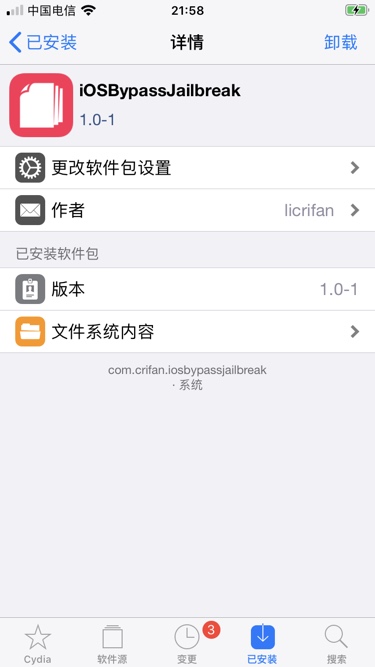 中国电信 21:58
已安装 详情 卸载
iOSBypassJailbreak
1.0-1
更改软件包设置
作者 licrifan
已安装软件包
版本 1.0-1
文件系统内容
com.crifan.iosbypassjailbreak
· 系统
3
Cydia 软件源 变更 已安装 搜索